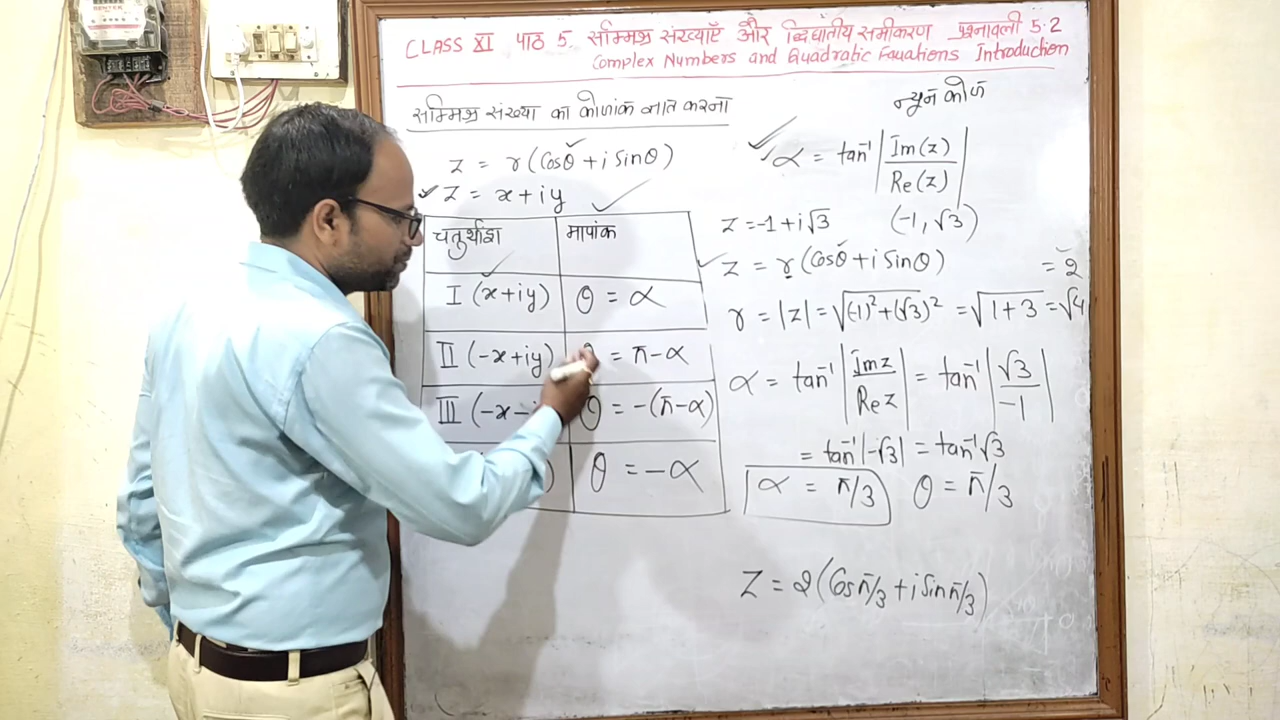 CLASS XI पाठ 5. सम्मिश्र संख्याएँ और द्विघातीय समीकरण प्रश्नावली 5.2
Complex Numbers and Quadratic Equations Introduction
सम्मिश्र संख्या का कोणांक ज्ञात करना
z = r(Cosθ + i Sinθ)
z = x + iy
चतुर्थांश मापांक
I (x+iy) θ = α
II (-x+iy) θ = π-α
III (-x- θ = -(π-α)
) θ = -α
न्यून कोण
α = tan⁻¹ |Im(z)/Re(z)|
z = -1 + i√3 (-1, √3)
z = r (Cosθ + i Sinθ) = 2
r = |z| = √(-1)²+(√3)² = √1+3 = √4
α = tan⁻¹ |Im z/Re z| = tan⁻¹ |√3/-1|
= tan⁻¹|-√3| = tan⁻¹√3
α = π/3 θ = π/3
Z = 2(Cos π/3 + i Sin π/3)